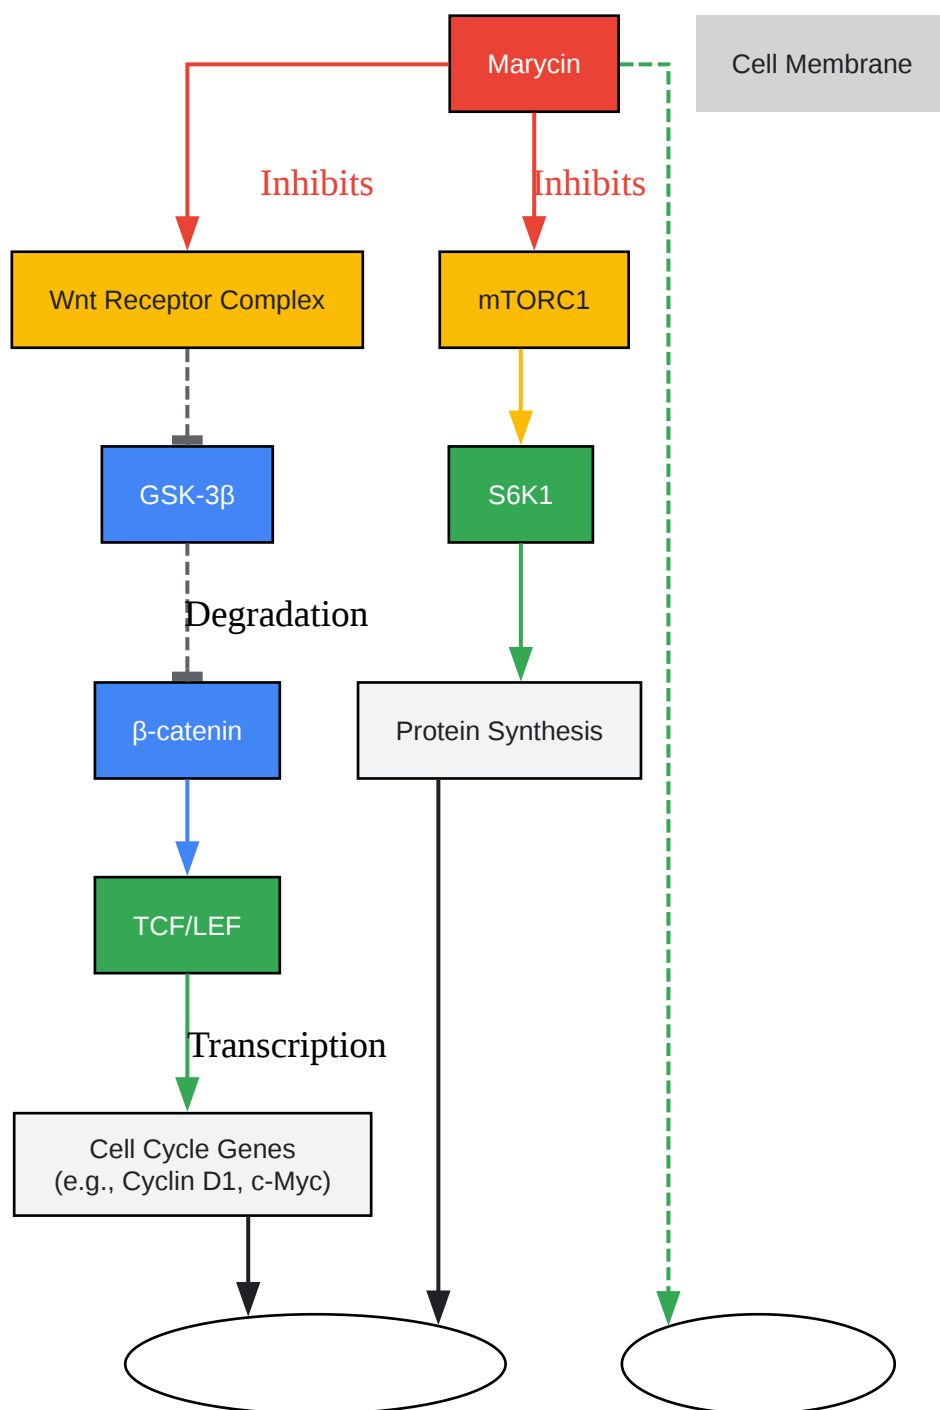 Marycin
Cell Membrane
Inhibits
Inhibits
Wnt Receptor Complex
mTORC1
GSK-3β
S6K1
Degradation
β-catenin
Protein Synthesis
TCF/LEF
Transcription
Cell Cycle Genes
(e.g., Cyclin D1, c-Myc)